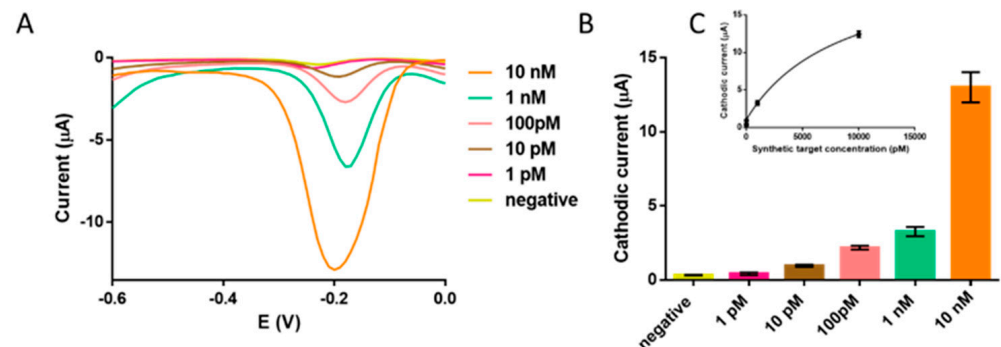 A
Current (μA)
0
-5
-10
-0.6
-0.4
-0.2
0.0
E (V)
10 nM
1 nM
100pM
10 pM
1 pM
negative
B
Cathodic current (μA)
15
10
5
0
negative
1 pM
10 pM
100pM
1 nM
10 nM
C
Cathodic current (μA)
15
10
5
0
0
5000
10000
15000
Synthetic target concentration (pM)